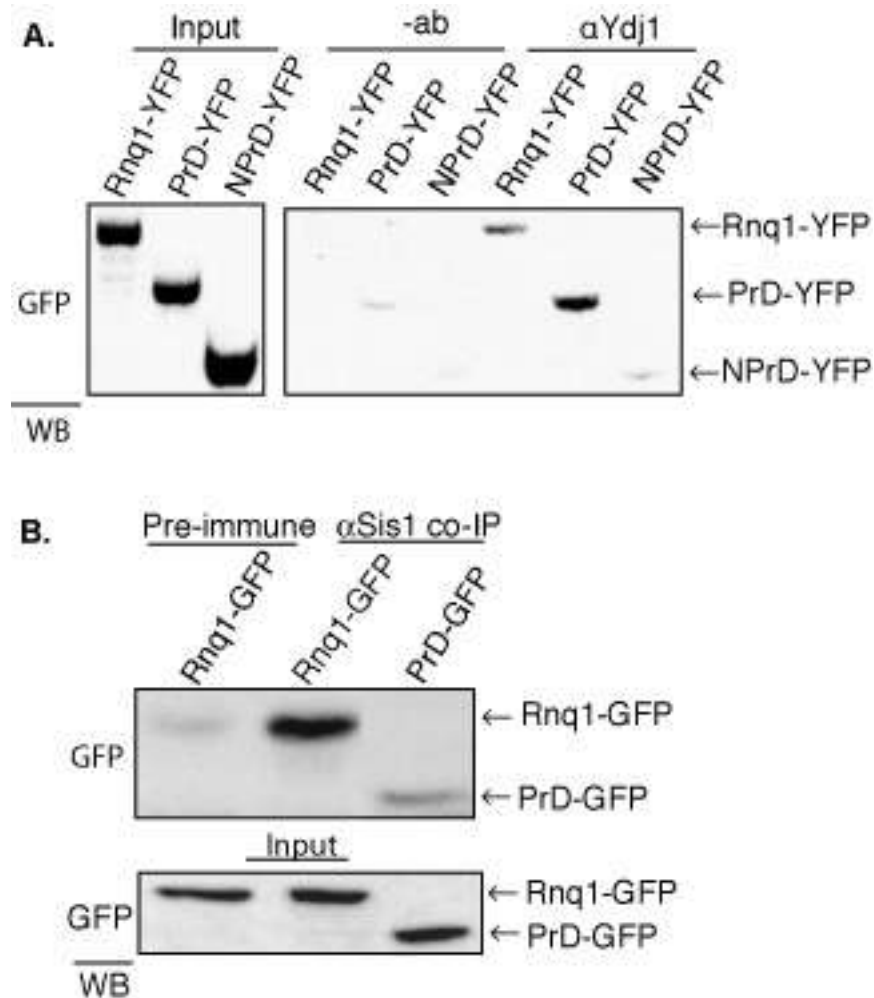 A.
Input -ab αYdj1
Rnq1-YFP PrD-YFP NPrD-YFP Rnq1-YFP PrD-YFP NPrD-YFP Rnq1-YFP PrD-YFP NPrD-YFP
GFP
←Rnq1-YFP
←PrD-YFP
←NPrD-YFP
WB
B.
Pre-immune αSis1 co-IP
Rnq1-GFP Rnq1-GFP PrD-GFP
GFP
← Rnq1-GFP
← PrD-GFP
Input
GFP
← Rnq1-GFP
← PrD-GFP
WB